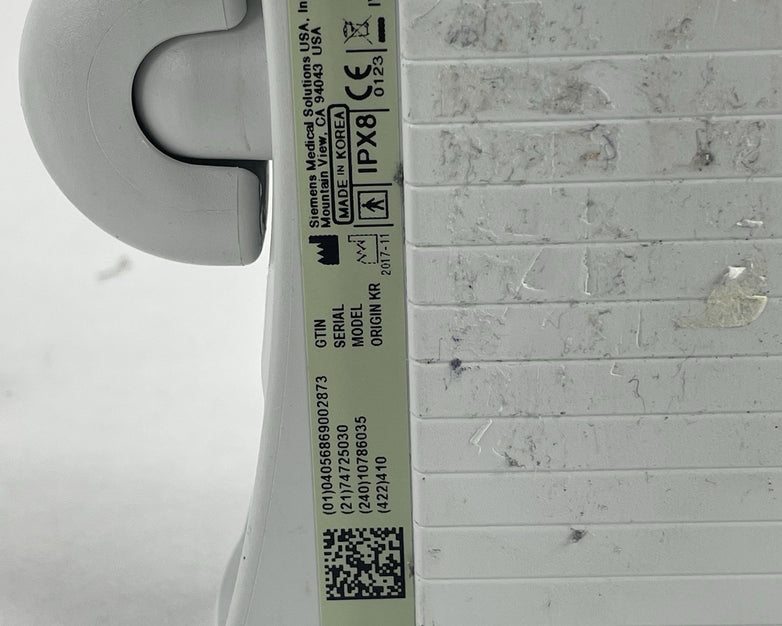 Siemens Medical Solutions USA, In
Mountain View, CA 94043 USA
MADE IN KOREA
IPX8
0123
2017-11
GTIN
SERIAL
MODEL
ORIGIN KR
(01)04056869002873
(21)74725030
(240)10786035
(422)410